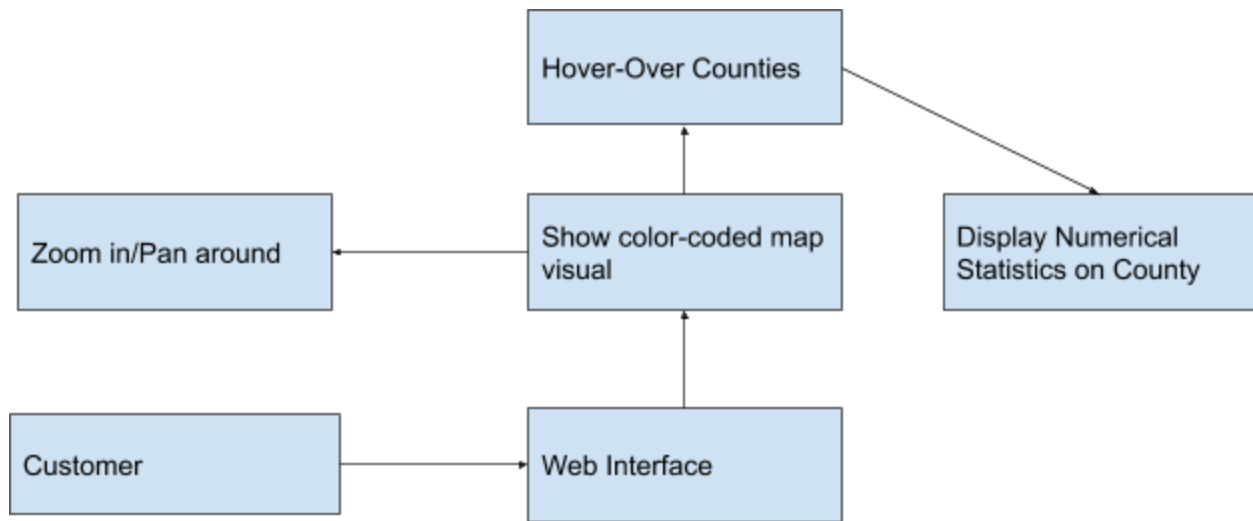 Hover-Over Counties
Zoom in/Pan around
Show color-coded map
visual
Display Numerical
Statistics on County
Customer
Web Interface